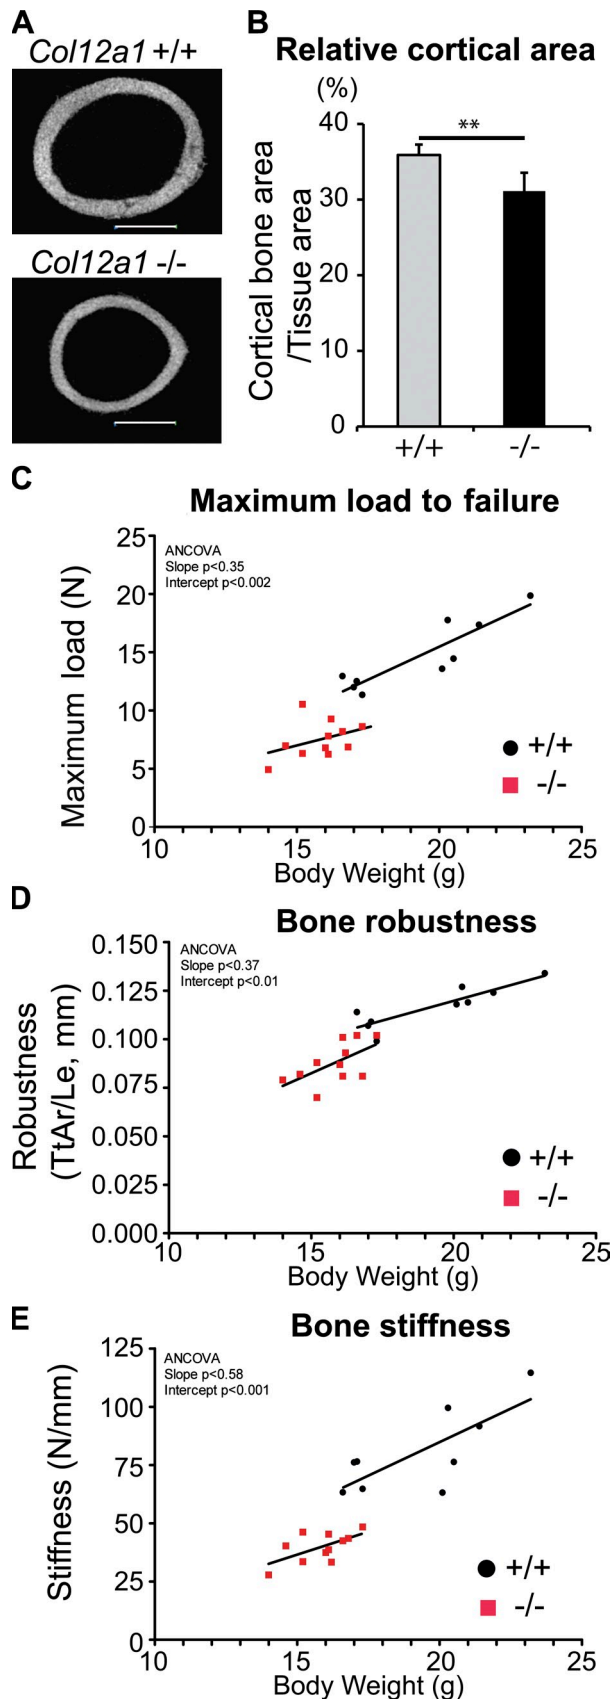 A
Col12a1 +/+
Col12a1 -/-
B
Relative cortical area
(%)
Cortical bone area
/Tissue area
40
30
20
10
0
**
+/+
-/-
C
Maximum load to failure
ANCOVA
Slope p<0.35
Intercept p<0.002
Maximum load (N)
25
20
15
10
5
0
+/+
-/-
10
15
20
25
Body Weight (g)
D
Bone robustness
ANCOVA
Slope p<0.37
Intercept p<0.01
Robustness
(TtAr/Le, mm)
0.150
0.125
0.100
0.075
0.050
0.025
0.000
+/+
-/-
10
15
20
25
Body Weight (g)
E
Bone stiffness
ANCOVA
Slope p<0.58
Intercept p<0.001
Stiffness (N/mm)
125
100
75
50
25
0
+/+
-/-
10
15
20
25
Body Weight (g)